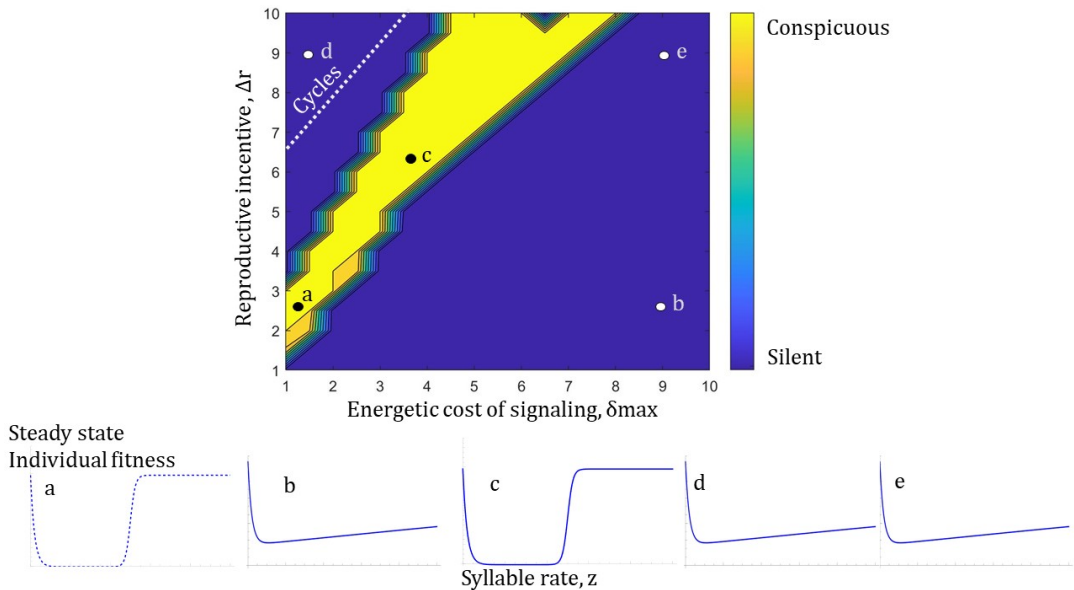 10
9
8
7
6
5
4
3
2
1
Reproductive incentive, Δr
d
Cycles
e
c
a
b
Conspicuous
Silent
1 2 3 4 5 6 7 8 9 10
Energetic cost of signaling, δmax
Steady state
Individual fitness
a
b
c
d
e
Syllable rate, z